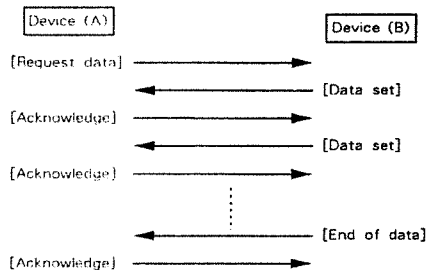 Device (A)
Device (B)
[Request data]
[Data set]
[Acknowledge]
[Data set]
[Acknowledge]
[End of data]
[Acknowledge]